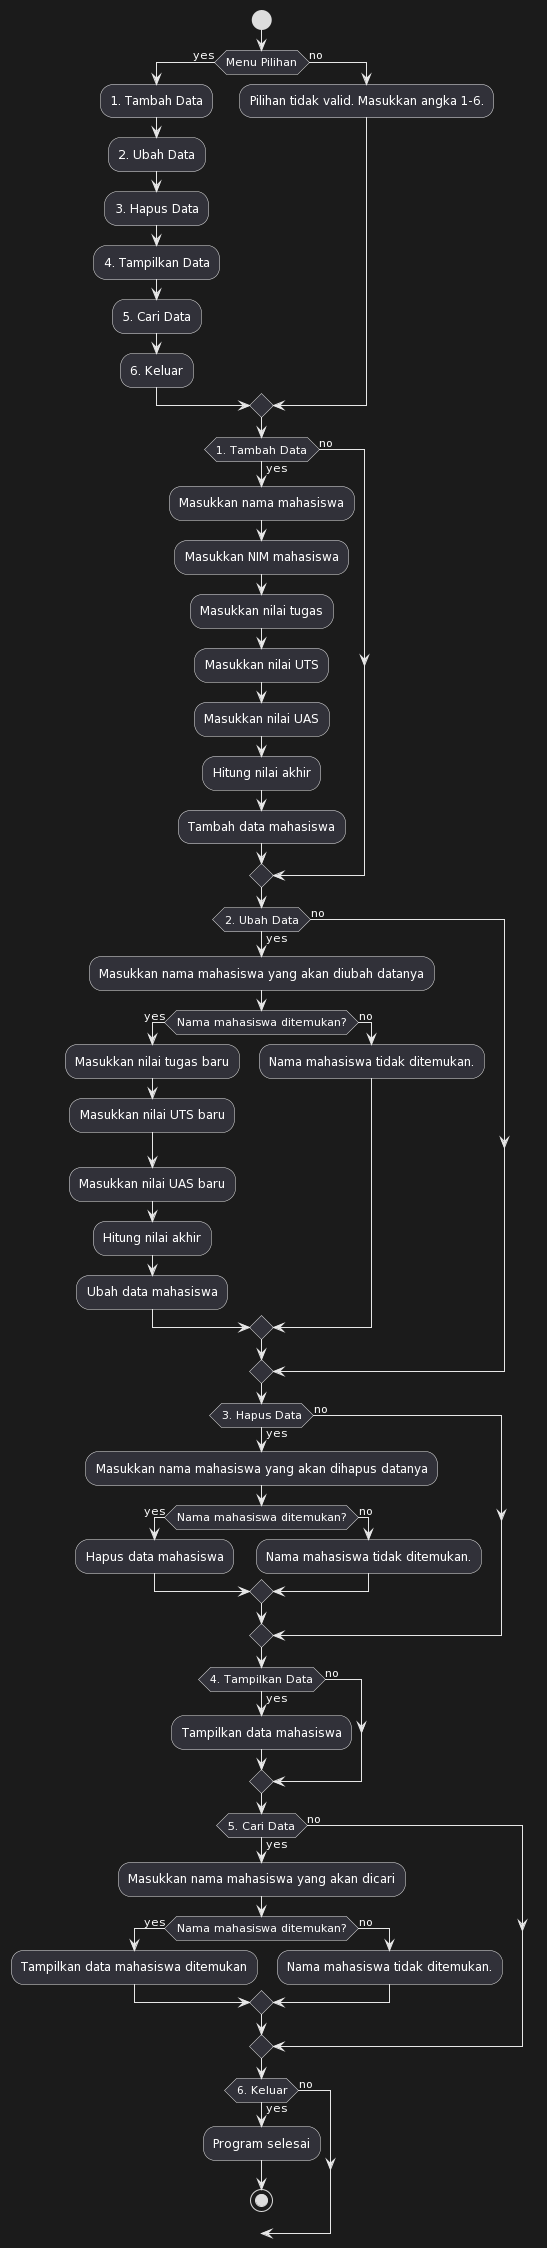 yes
Menu Pilihan
no
1. Tambah Data
Pilihan tidak valid. Masukkan angka 1-6.
2. Ubah Data
3. Hapus Data
4. Tampilkan Data
5. Cari Data
6. Keluar
1. Tambah Data
no
yes
Masukkan nama mahasiswa
Masukkan NIM mahasiswa
Masukkan nilai tugas
Masukkan nilai UTS
Masukkan nilai UAS
Hitung nilai akhir
Tambah data mahasiswa
2. Ubah Data
no
yes
Masukkan nama mahasiswa yang akan diubah datanya
yes
Nama mahasiswa ditemukan?
no
Masukkan nilai tugas baru
Nama mahasiswa tidak ditemukan.
Masukkan nilai UTS baru
Masukkan nilai UAS baru
Hitung nilai akhir
Ubah data mahasiswa
3. Hapus Data
no
yes
Masukkan nama mahasiswa yang akan dihapus datanya
yes
Nama mahasiswa ditemukan?
no
Hapus data mahasiswa
Nama mahasiswa tidak ditemukan.
4. Tampilkan Data
no
yes
Tampilkan data mahasiswa
5. Cari Data
no
yes
Masukkan nama mahasiswa yang akan dicari
yes
Nama mahasiswa ditemukan?
no
Tampilkan data mahasiswa ditemukan
Nama mahasiswa tidak ditemukan.
6. Keluar
no
yes
Program selesai